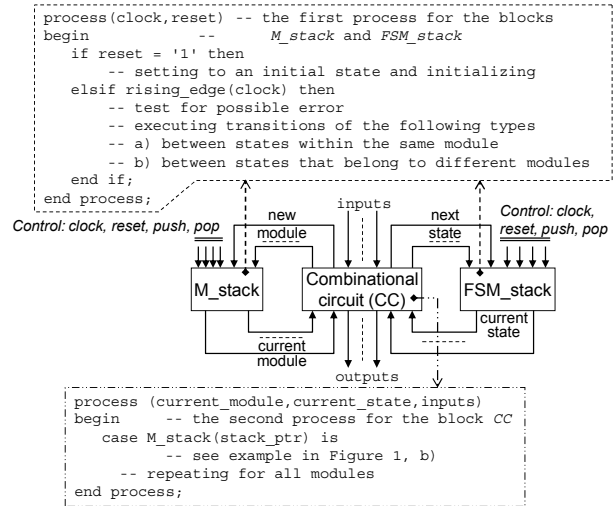 process(clock,reset) -- the first process for the blocks
begin -- M_stack and FSM_stack
if reset = '1' then
-- setting to an initial state and initializing
elsif rising_edge(clock) then
-- test for possible error
-- executing transitions of the following types
-- a) between states within the same module
-- b) between states that belong to different modules
end if;
end process;
Control: clock, reset, push, pop
new
module
inputs
next
state
Control: clock,
reset, push, pop
M_stack
Combinational
circuit (CC)
FSM_stack
current
module
current
state
outputs
process (current_module,current_state,inputs)
begin -- the second process for the block CC
case M_stack(stack_ptr) is
-- see example in Figure 1, b)
-- repeating for all modules
end process;